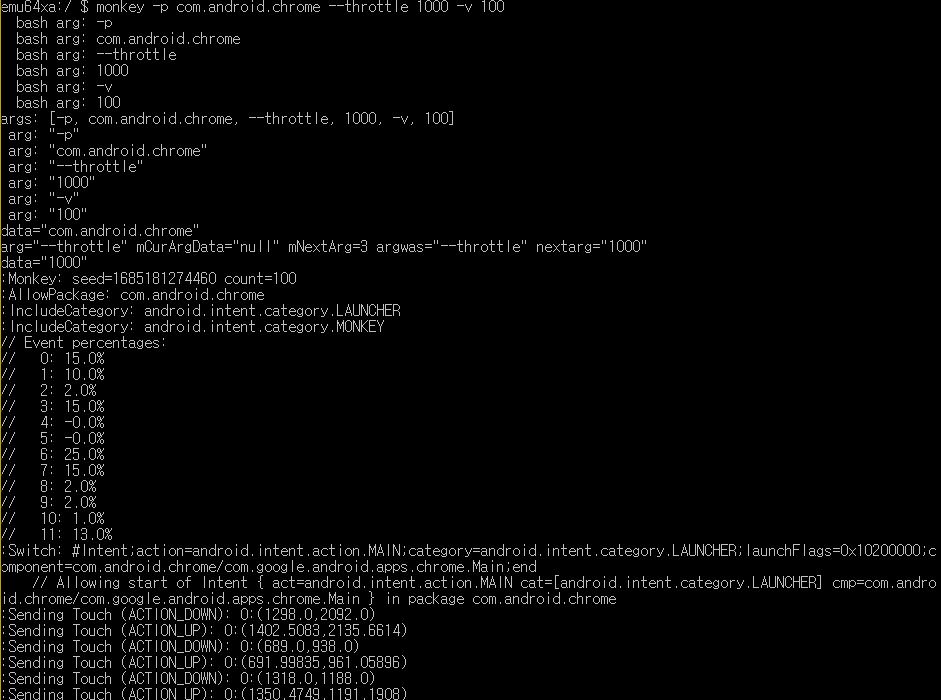 emu64xa:/ $ monkey -p com.android.chrome --throttle 1000 -v 100
  bash arg: -p
  bash arg: com.android.chrome
  bash arg: --throttle
  bash arg: 1000
  bash arg: -v
  bash arg: 100
args: [-p, com.android.chrome, --throttle, 1000, -v, 100]
 arg: "-p"
 arg: "com.android.chrome"
 arg: "--throttle"
 arg: "1000"
 arg: "-v"
 arg: "100"
data="com.android.chrome"
arg="--throttle" mCurArgData="null" mNextArg=3 argwas="--throttle" nextarg="1000"
data="1000"
:Monkey: seed=1685181274460 count=100
:AllowPackage: com.android.chrome
:IncludeCategory: android.intent.category.LAUNCHER
:IncludeCategory: android.intent.category.MONKEY
// Event percentages:
//   0: 15.0%
//   1: 10.0%
//   2: 2.0%
//   3: 15.0%
//   4: -0.0%
//   5: -0.0%
//   6: 25.0%
//   7: 15.0%
//   8: 2.0%
//   9: 2.0%
//   10: 1.0%
//   11: 13.0%
:Switch: #Intent;action=android.intent.action.MAIN;category=android.intent.category.LAUNCHER;launchFlags=0x10200000;c
omponent=com.android.chrome/com.google.android.apps.chrome.Main;end
    // Allowing start of Intent { act=android.intent.action.MAIN cat=[android.intent.category.LAUNCHER] cmp=com.andro
id.chrome/com.google.android.apps.chrome.Main } in package com.android.chrome
:Sending Touch (ACTION_DOWN): 0:(1298.0,2092.0)
:Sending Touch (ACTION_UP): 0:(1402.5083,2135.6614)
:Sending Touch (ACTION_DOWN): 0:(689.0,938.0)
:Sending Touch (ACTION_UP): 0:(691.99835,961.05896)
:Sending Touch (ACTION_DOWN): 0:(1318.0,1188.0)
:Sending Touch (ACTION_UP): 0:(1350.4749,1191.1908)